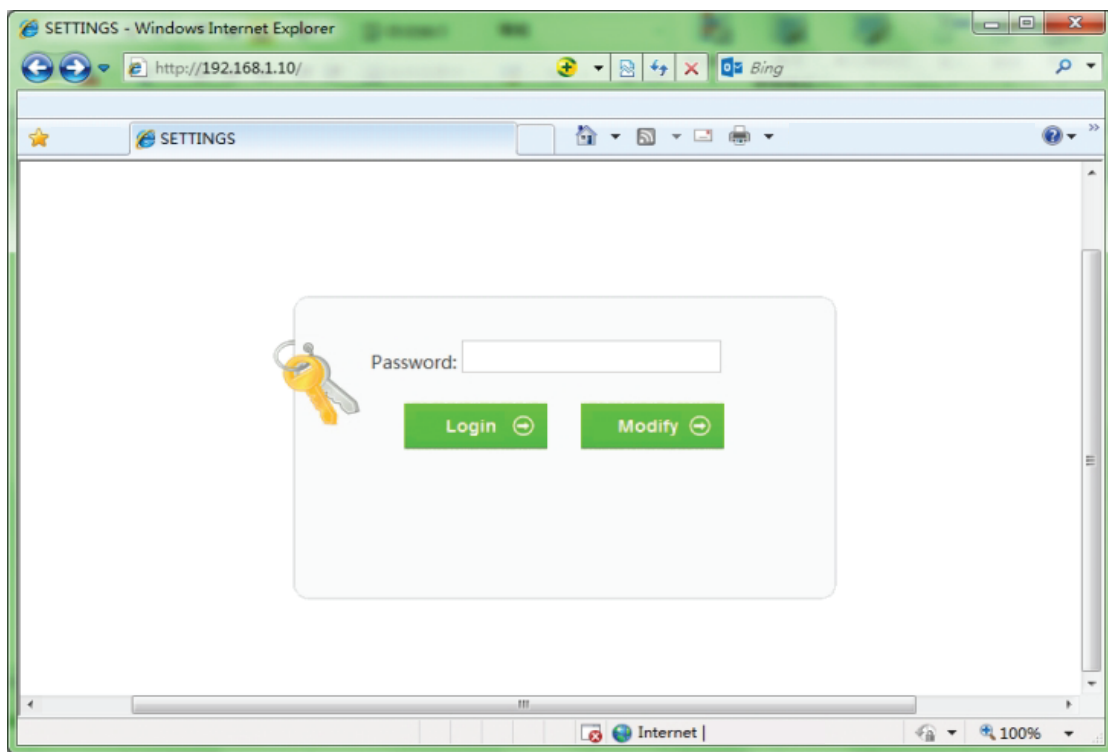 SETTINGS - Windows Internet Explorer
http://192.168.1.10/
Bing
SETTINGS
Password:
Login
Modify
Internet |
100%